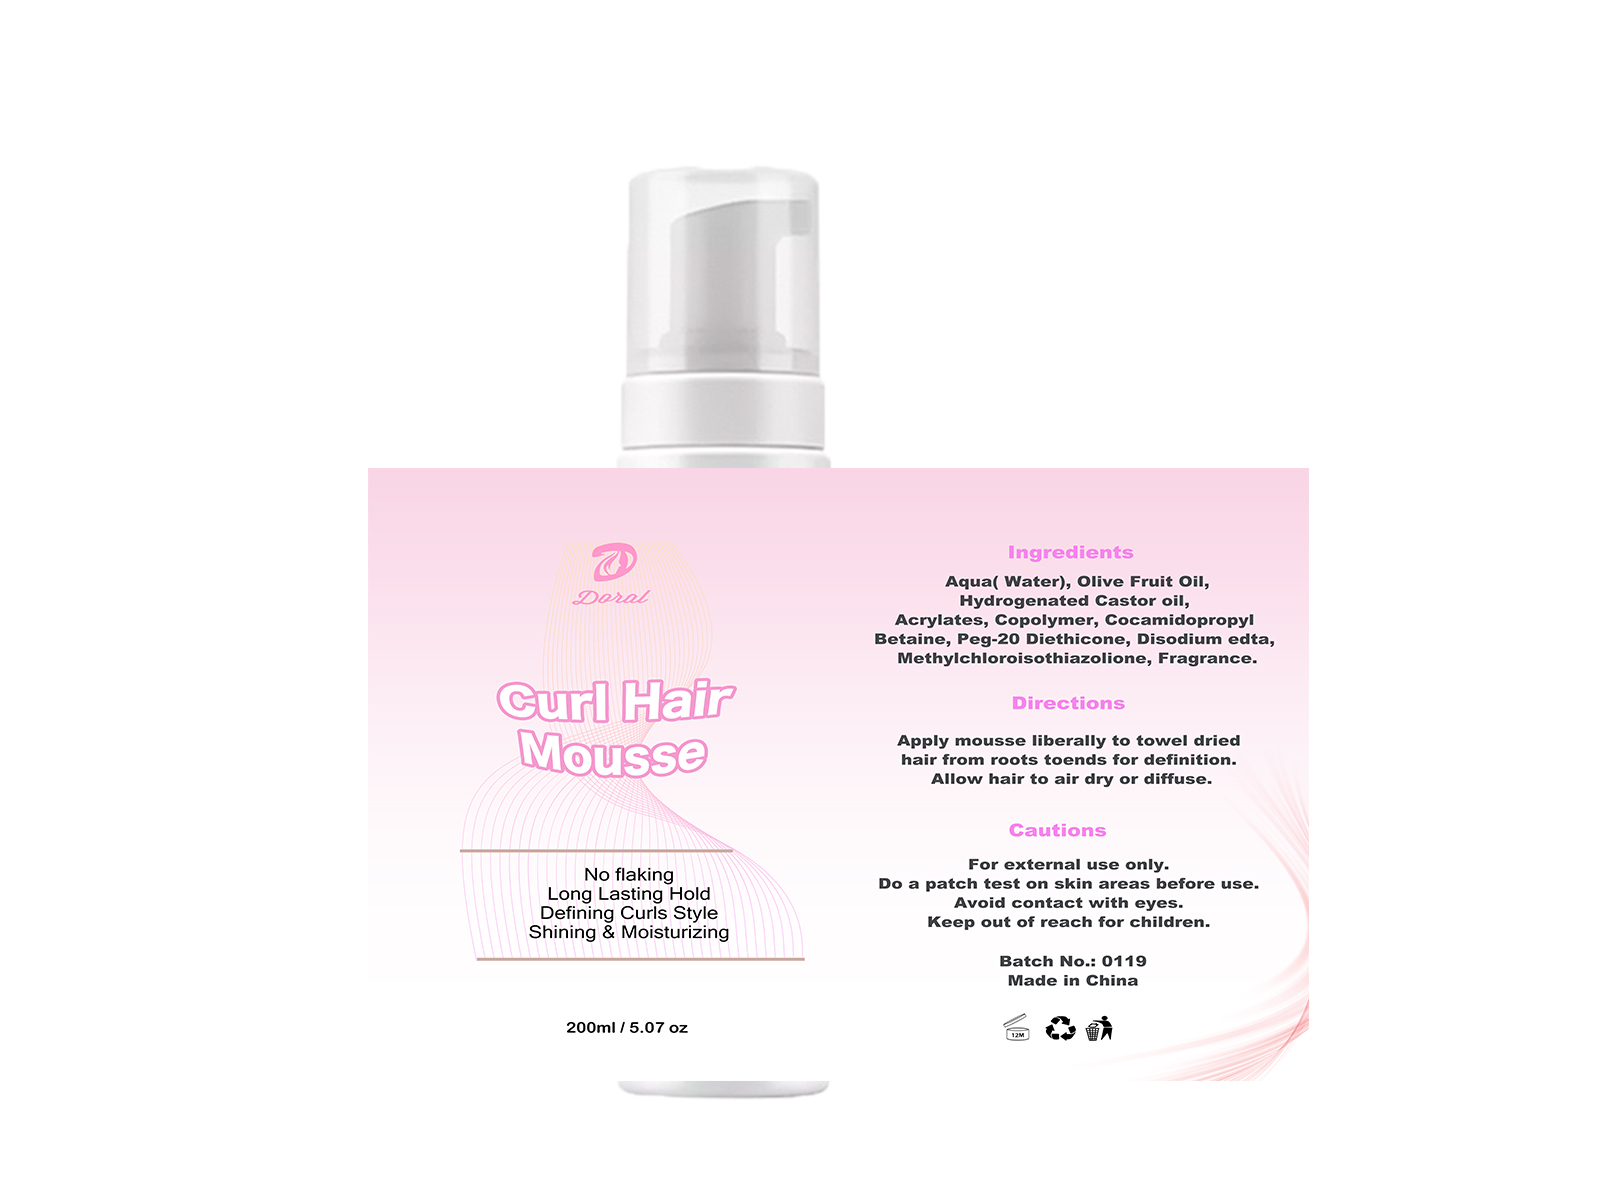 Doral
Curl Hair
Mousse
No flaking
Long Lasting Hold
Defining Curls Style
Shining & Moisturizing
200ml / 5.07 oz
Ingredients
Aqua( Water), Olive Fruit Oil,
Hydrogenated Castor oil,
Acrylates, Copolymer, Cocamidopropyl
Betaine, Peg-20 Diethicone, Disodium edta,
Methylchloroisothiazolione, Fragrance.
Directions
Apply mousse liberally to towel dried
hair from roots toends for definition.
Allow hair to air dry or diffuse.
Cautions
For external use only.
Do a patch test on skin areas before use.
Avoid contact with eyes.
Keep out of reach for children.
Batch No.: 0119
Made in China
12M